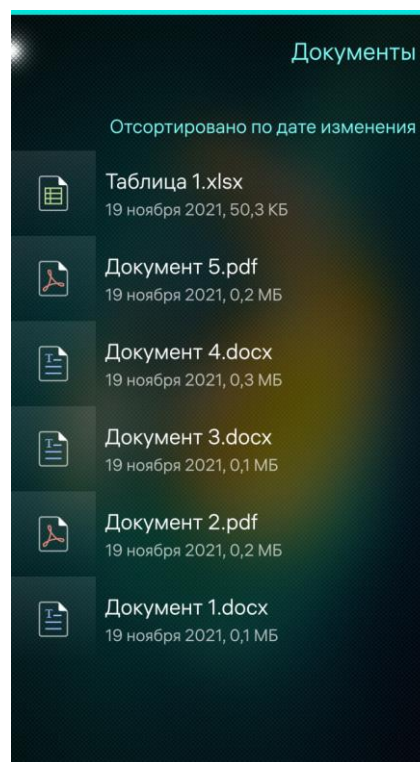 Документы
Отсортировано по дате изменения
Таблица 1.xlsx
19 ноября 2021, 50,3 КБ
Документ 5.pdf
19 ноября 2021, 0,2 МБ
Документ 4.docx
19 ноября 2021, 0,3 МБ
Документ 3.docx
19 ноября 2021, 0,1 МБ
Документ 2.pdf
19 ноября 2021, 0,2 МБ
Документ 1.docx
19 ноября 2021, 0,1 МБ